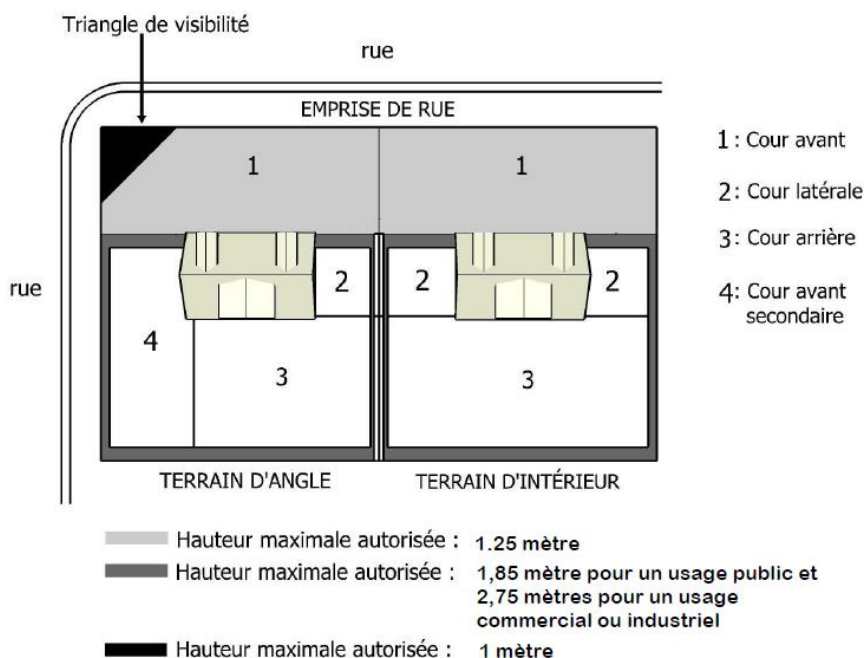 Triangle de visibilité
rue
EMPRISE DE RUE
1
1
1: Cour avant
2: Cour latérale
3: Cour arrière
4: Cour avant
secondaire
rue
2
2
2
4
3
3
TERRAIN D'ANGLE
TERRAIN D'INTÉRIEUR
Hauteur maximale autorisée : 1.25 mètre
Hauteur maximale autorisée : 1,85 mètre pour un usage public et
2,75 mètres pour un usage
commercial ou industriel
Hauteur maximale autorisée : 1 mètre